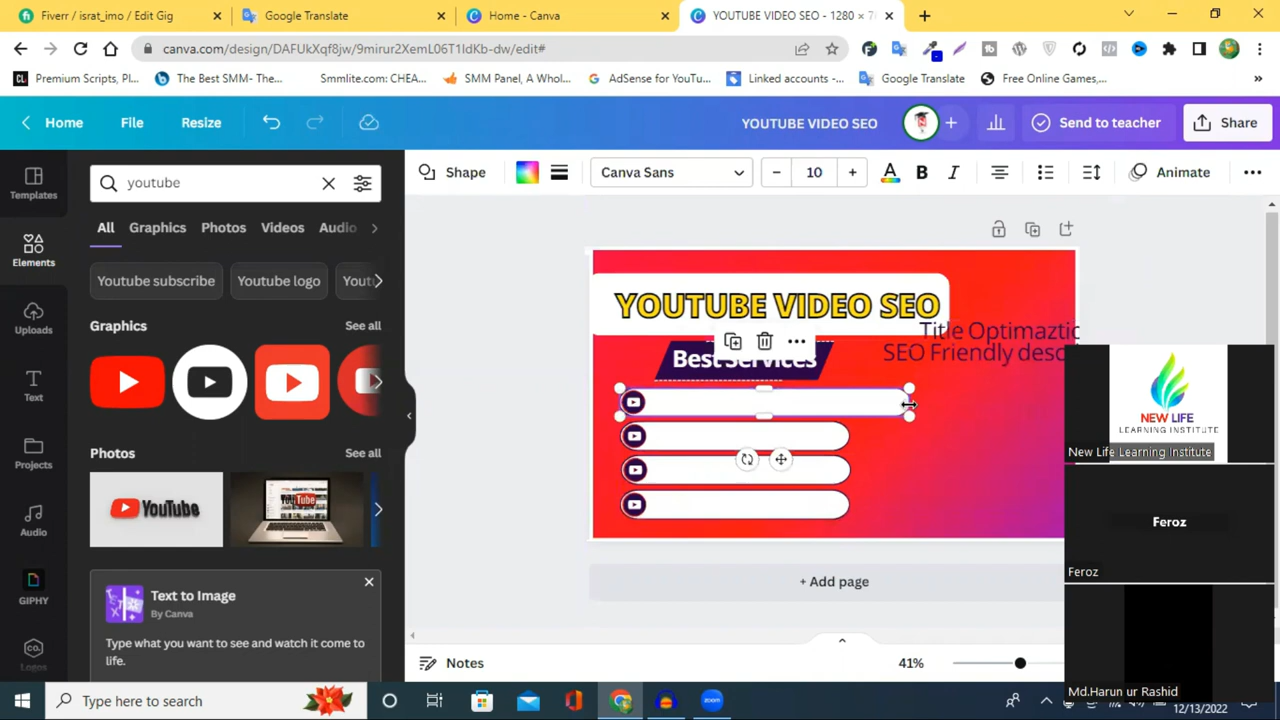 Fiverr / israt_imo / Edit Gig
Google Translate
Home - Canva
YOUTUBE VIDEO SEO - 1280 × 7
canva.com/design/DAFUkXqf8jw/9mirur2XemL06T1IdKb-dw/edit#
Premium Scripts, Pl...
The Best SMM- The...
Smmlite.com: CHEA...
SMM Panel, A Whol...
AdSense for YouTu...
Linked accounts -...
Google Translate
Free Online Games,...
Home
File
Resize
YOUTUBE VIDEO SEO
Send to teacher
Share
Templates
Elements
Uploads
Text
Projects
Audio
GIPHY
Logos
youtube
All
Graphics
Photos
Videos
Audio
Youtube subscribe
Youtube logo
Yout
Graphics
See all
Photos
See all
YouTube
YouTube
Text to Image
By Canva
Type what you want to see and watch it come to
life.
Shape
Canva Sans
10
B
I
Animate
YOUTUBE VIDEO SEO
Best Services
Title Optimaztic
SEO Friendly desc
+ Add page
Notes
41%
NEW LIFE
LEARNING INSTITUTE
New Life Learning Institute
Feroz
Feroz
Md.Harun ur Rashid
Type here to search
zoom
12/13/2022